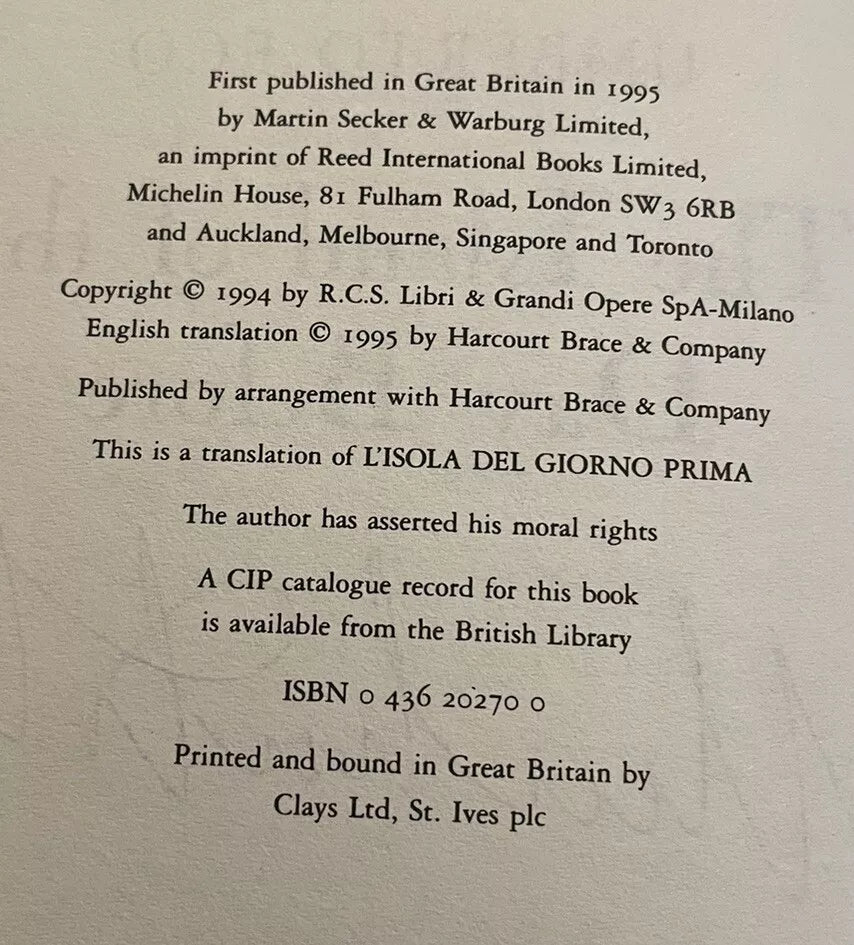 First published in Great Britain in 1995
by Martin Secker & Warburg Limited,
an imprint of Reed International Books Limited,
Michelin House, 81 Fulham Road, London SW3 6RB
and Auckland, Melbourne, Singapore and Toronto
Copyright © 1994 by R.C.S. Libri & Grandi Opere SpA-Milano
English translation © 1995 by Harcourt Brace & Company
Published by arrangement with Harcourt Brace & Company
This is a translation of L'ISOLA DEL GIORNO PRIMA
The author has asserted his moral rights
A CIP catalogue record for this book
is available from the British Library
ISBN 0 436 20270 0
Printed and bound in Great Britain by
Clays Ltd, St. Ives plc